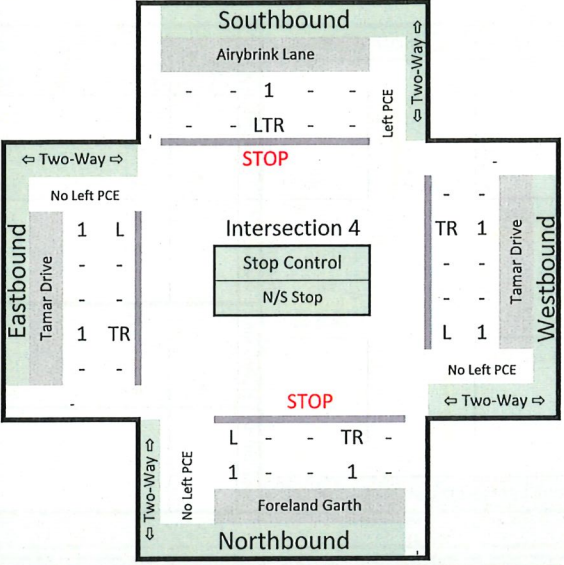 Southbound
Airybrink Lane
- - 1 - -
- - LTR - -
Left PCE
⇦ Two-Way ⇨
STOP
⇦ Two-Way ⇨
No Left PCE
Eastbound
Tamar Drive
1 L
- -
- -
1 TR
- -
-
Intersection 4
Stop Control
N/S Stop
-
- -
TR 1
- -
- -
L 1
Tamar Drive
Westbound
No Left PCE
⇦ Two-Way ⇨
STOP
L - - TR -
1 - - 1 -
No Left PCE
⇦ Two-Way ⇨
Foreland Garth
Northbound